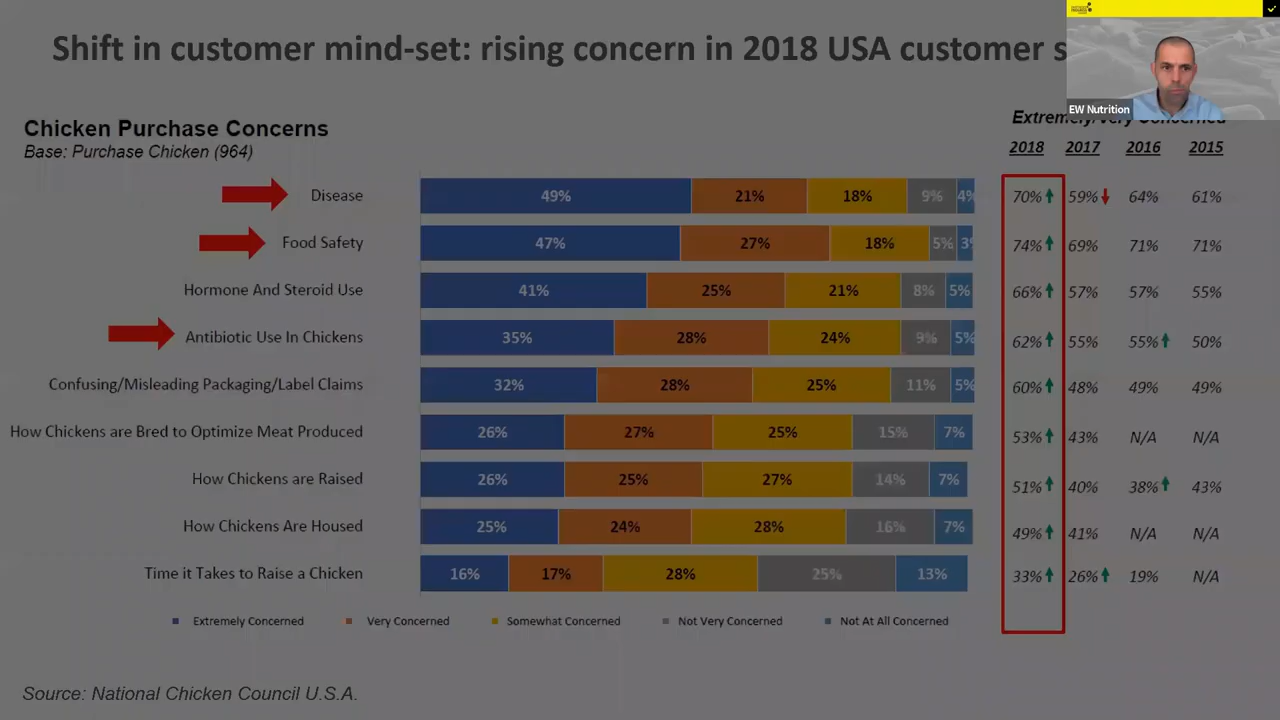 Shift in customer mind-set: rising concern in 2018 USA customer s
EW Nutrition
Chicken Purchase Concerns
Base: Purchase Chicken (964)
Extremely/Very Concerned
2018 2017 2016 2015
Disease 49% 21% 18% 9% 4% 70% 59% 64% 61%
Food Safety 47% 27% 18% 5% 3% 74% 69% 71% 71%
Hormone And Steroid Use 41% 25% 21% 8% 5% 66% 57% 57% 55%
Antibiotic Use In Chickens 35% 28% 24% 9% 5% 62% 55% 55% 50%
Confusing/Misleading Packaging/Label Claims 32% 28% 25% 11% 5% 60% 48% 49% 49%
How Chickens are Bred to Optimize Meat Produced 26% 27% 25% 15% 7% 53% 43% N/A N/A
How Chickens are Raised 26% 25% 27% 14% 7% 51% 40% 38% 43%
How Chickens Are Housed 25% 24% 28% 16% 7% 49% 41% N/A N/A
Time it Takes to Raise a Chicken 16% 17% 28% 25% 13% 33% 26% 19% N/A
Extremely Concerned Very Concerned Somewhat Concerned Not Very Concerned Not At All Concerned
Source: National Chicken Council U.S.A.